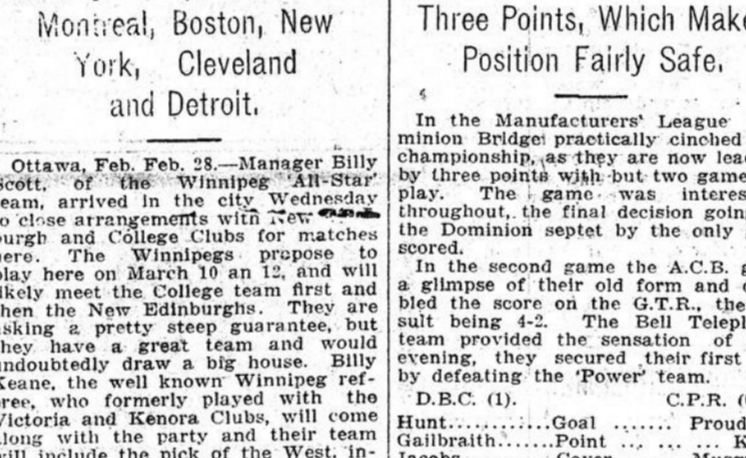 Montreal, Boston, New
York, Cleveland
and Detroit.
Ottawa, Feb. Feb. 28.—Manager Billy
Scott, of the Winnipeg 'All-Star'
team, arrived in the city Wednesday
to close arrangements with New
burgh and College Clubs for matches
here. The Winnipegs propose to
play here on March 10 an 12, and will
likely meet the College team first and
then the New Edinburghs. They are
asking a pretty steep guarantee, but
they have a great team and would
undoubtedly draw a big house. Billy
Keane, the well known Winnipeg ref-
eree, who formerly played with the
Victoria and Kenora Clubs, will come
along with the party and their team
will include the pick of the West, in-
Three Points, Which Make
Position Fairly Safe.
In the Manufacturers' League
minion Bridge practically cinched
championship, as they are now lea
by three points with but two game
play. The game was interes
throughout, the final decision goin
the Dominion septet by the only
scored.
In the second game the A.C.B. g
a glimpse of their old form and
bled the score on the G.T.R., the
sult being 4-2. The Bell Teleph
team provided the sensation of
evening, they secured their first
by defeating the 'Power' team.
D.B.C. (1). C.P.R. (
Hunt..........Goal ....... Proud
Gailbraith......Point ... ... ... K
Jacobs Cover